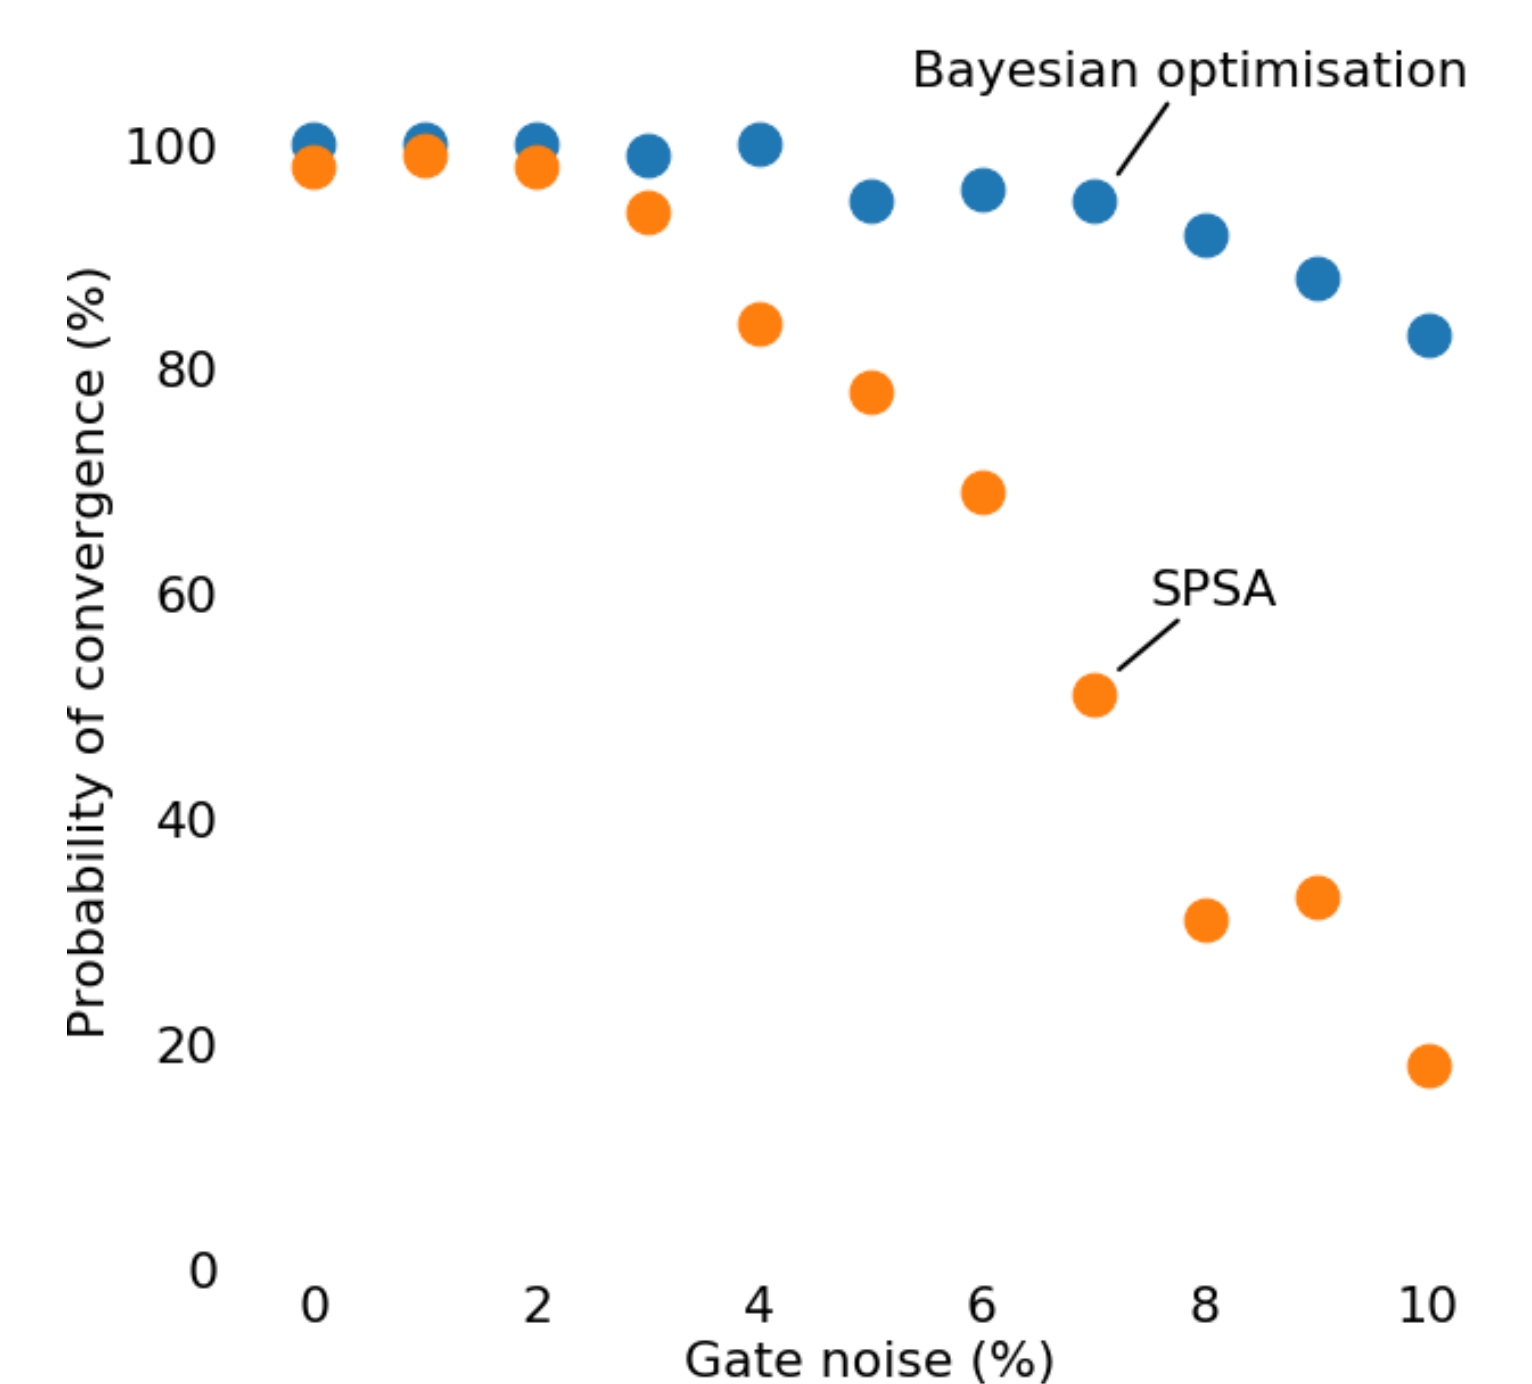 Bayesian optimisation
100
80
60
40
20
0
Probability of convergence (%)
SPSA
0 2 4 6 8 10
Gate noise (%)